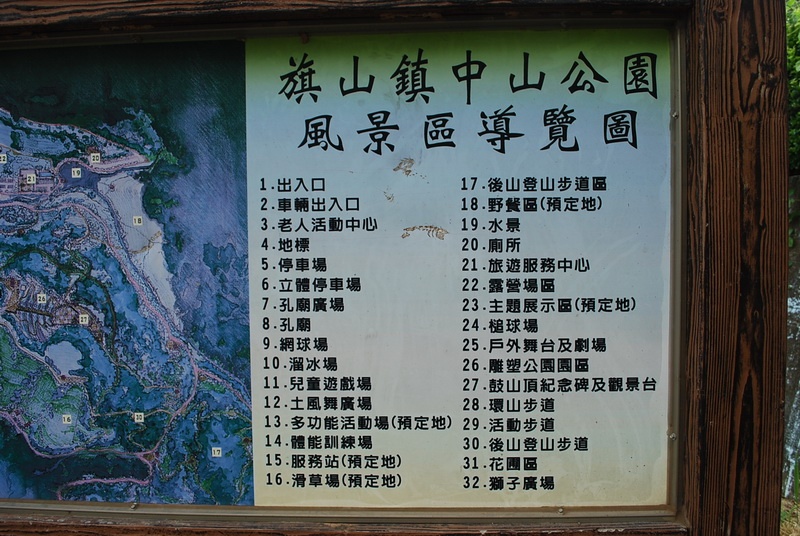 旗山鎮中山公園
風景區導覽圖
1.出入口
2.車輛出入口
3.老人活動中心
4.地標
5.停車場
6.立體停車場
7.孔廟廣場
8.孔廟
9.網球場
10.溜冰場
11.兒童遊戲場
12.土風舞廣場
13.多功能活動場(預定地)
14.體能訓練場
15.服務站(預定地)
16.滑草場(預定地)
17.後山登山步道區
18.野餐區(預定地)
19.水景
20.廁所
21.旅遊服務中心
22.露營場區
23.主題展示區(預定地)
24.槌球場
25.戶外舞台及劇場
26.雕塑公園園區
27.鼓山頂紀念碑及觀景台
28.環山步道
29.活動步道
30.後山登山步道
31.花圃區
32.獅子廣場
22
20
21
19
18
16
17